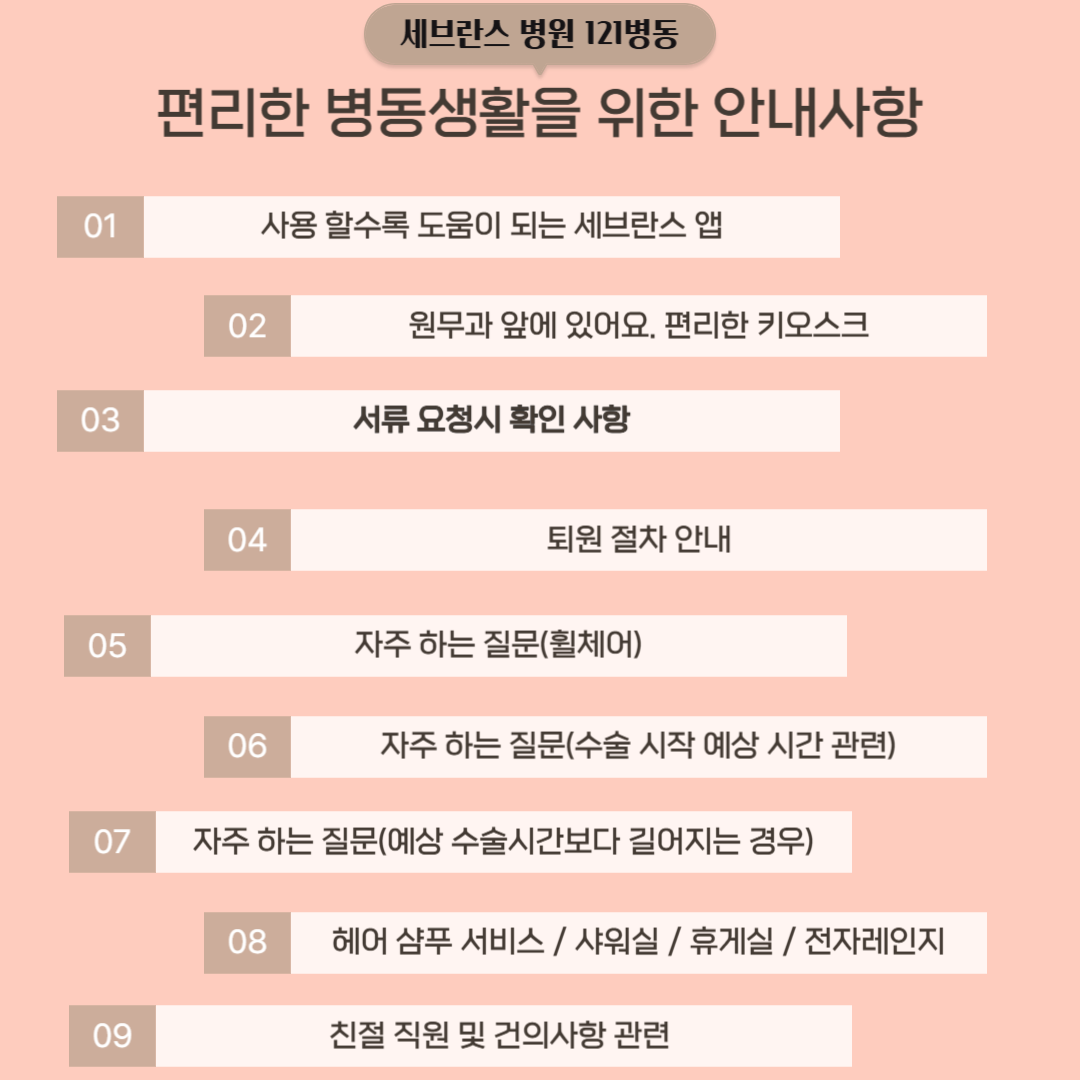 세브란스 병원 121병동
편리한 병동생활을 위한 안내사항
01 사용 할수록 도움이 되는 세브란스 앱
02 원무과 앞에 있어요. 편리한 키오스크
03 서류 요청시 확인 사항
04 퇴원 절차 안내
05 자주 하는 질문(휠체어)
06 자주 하는 질문(수술 시작 예상 시간 관련)
07 자주 하는 질문(예상 수술시간보다 길어지는 경우)
08 헤어 샴푸 서비스 / 샤워실 / 휴게실 / 전자레인지
09 친절 직원 및 건의사항 관련